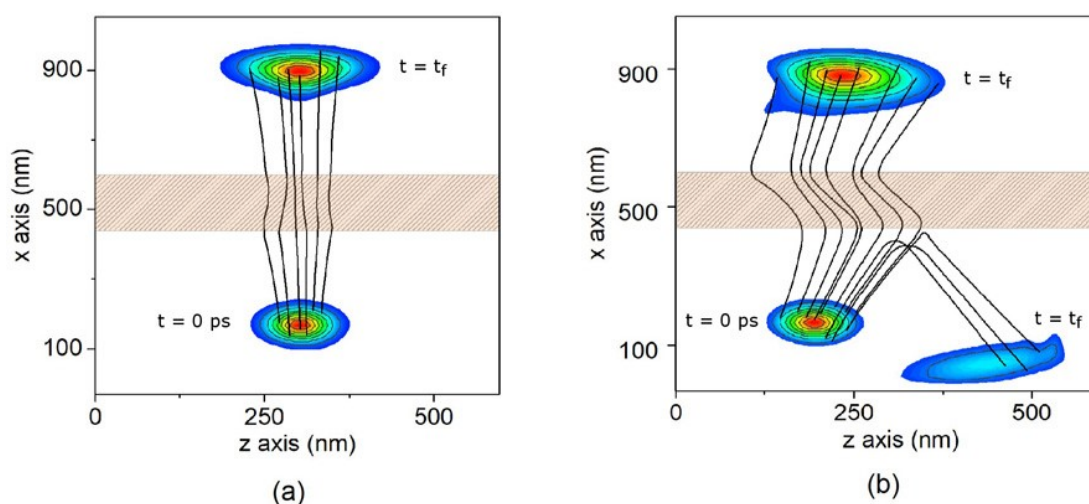 900
500
100
x axis (nm)
t = t_f
t = 0 ps
0
250
500
z axis (nm)
(a)
900
500
100
x axis (nm)
t = t_f
t = 0 ps
t = t_f
0
250
500
z axis (nm)
(b)